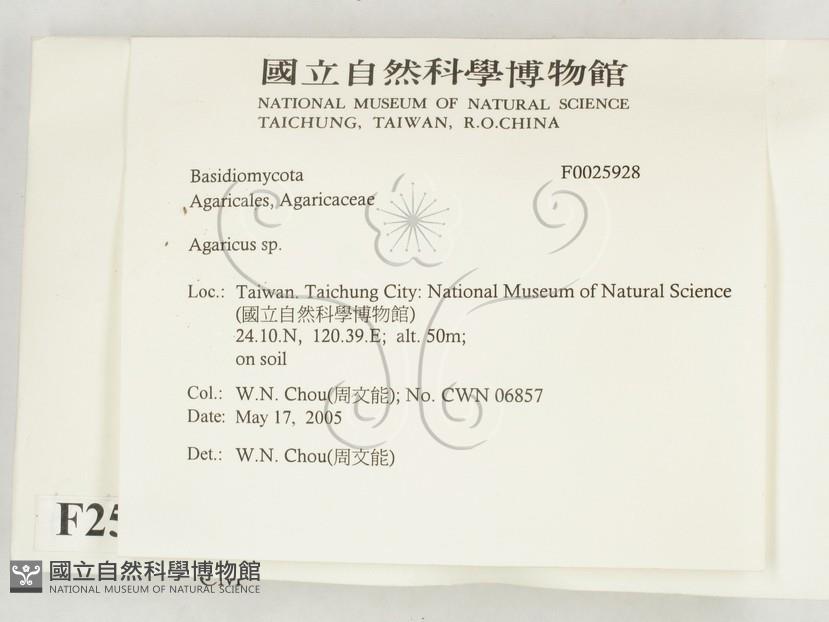 國立自然科學博物館
NATIONAL MUSEUM OF NATURAL SCIENCE
TAICHUNG, TAIWAN, R.O.CHINA
Basidiomycota F0025928
Agaricales, Agaricaceae
Agaricus sp.
Loc.: Taiwan. Taichung City: National Museum of Natural Science
(國立自然科學博物館)
24.10.N, 120.39.E; alt. 50m;
on soil
Col.: W.N. Chou(周文能); No. CWN 06857
Date: May 17, 2005
Det.: W.N. Chou(周文能)
F25
國立自然科學博物館
NATIONAL MUSEUM OF NATURAL SCIENCE